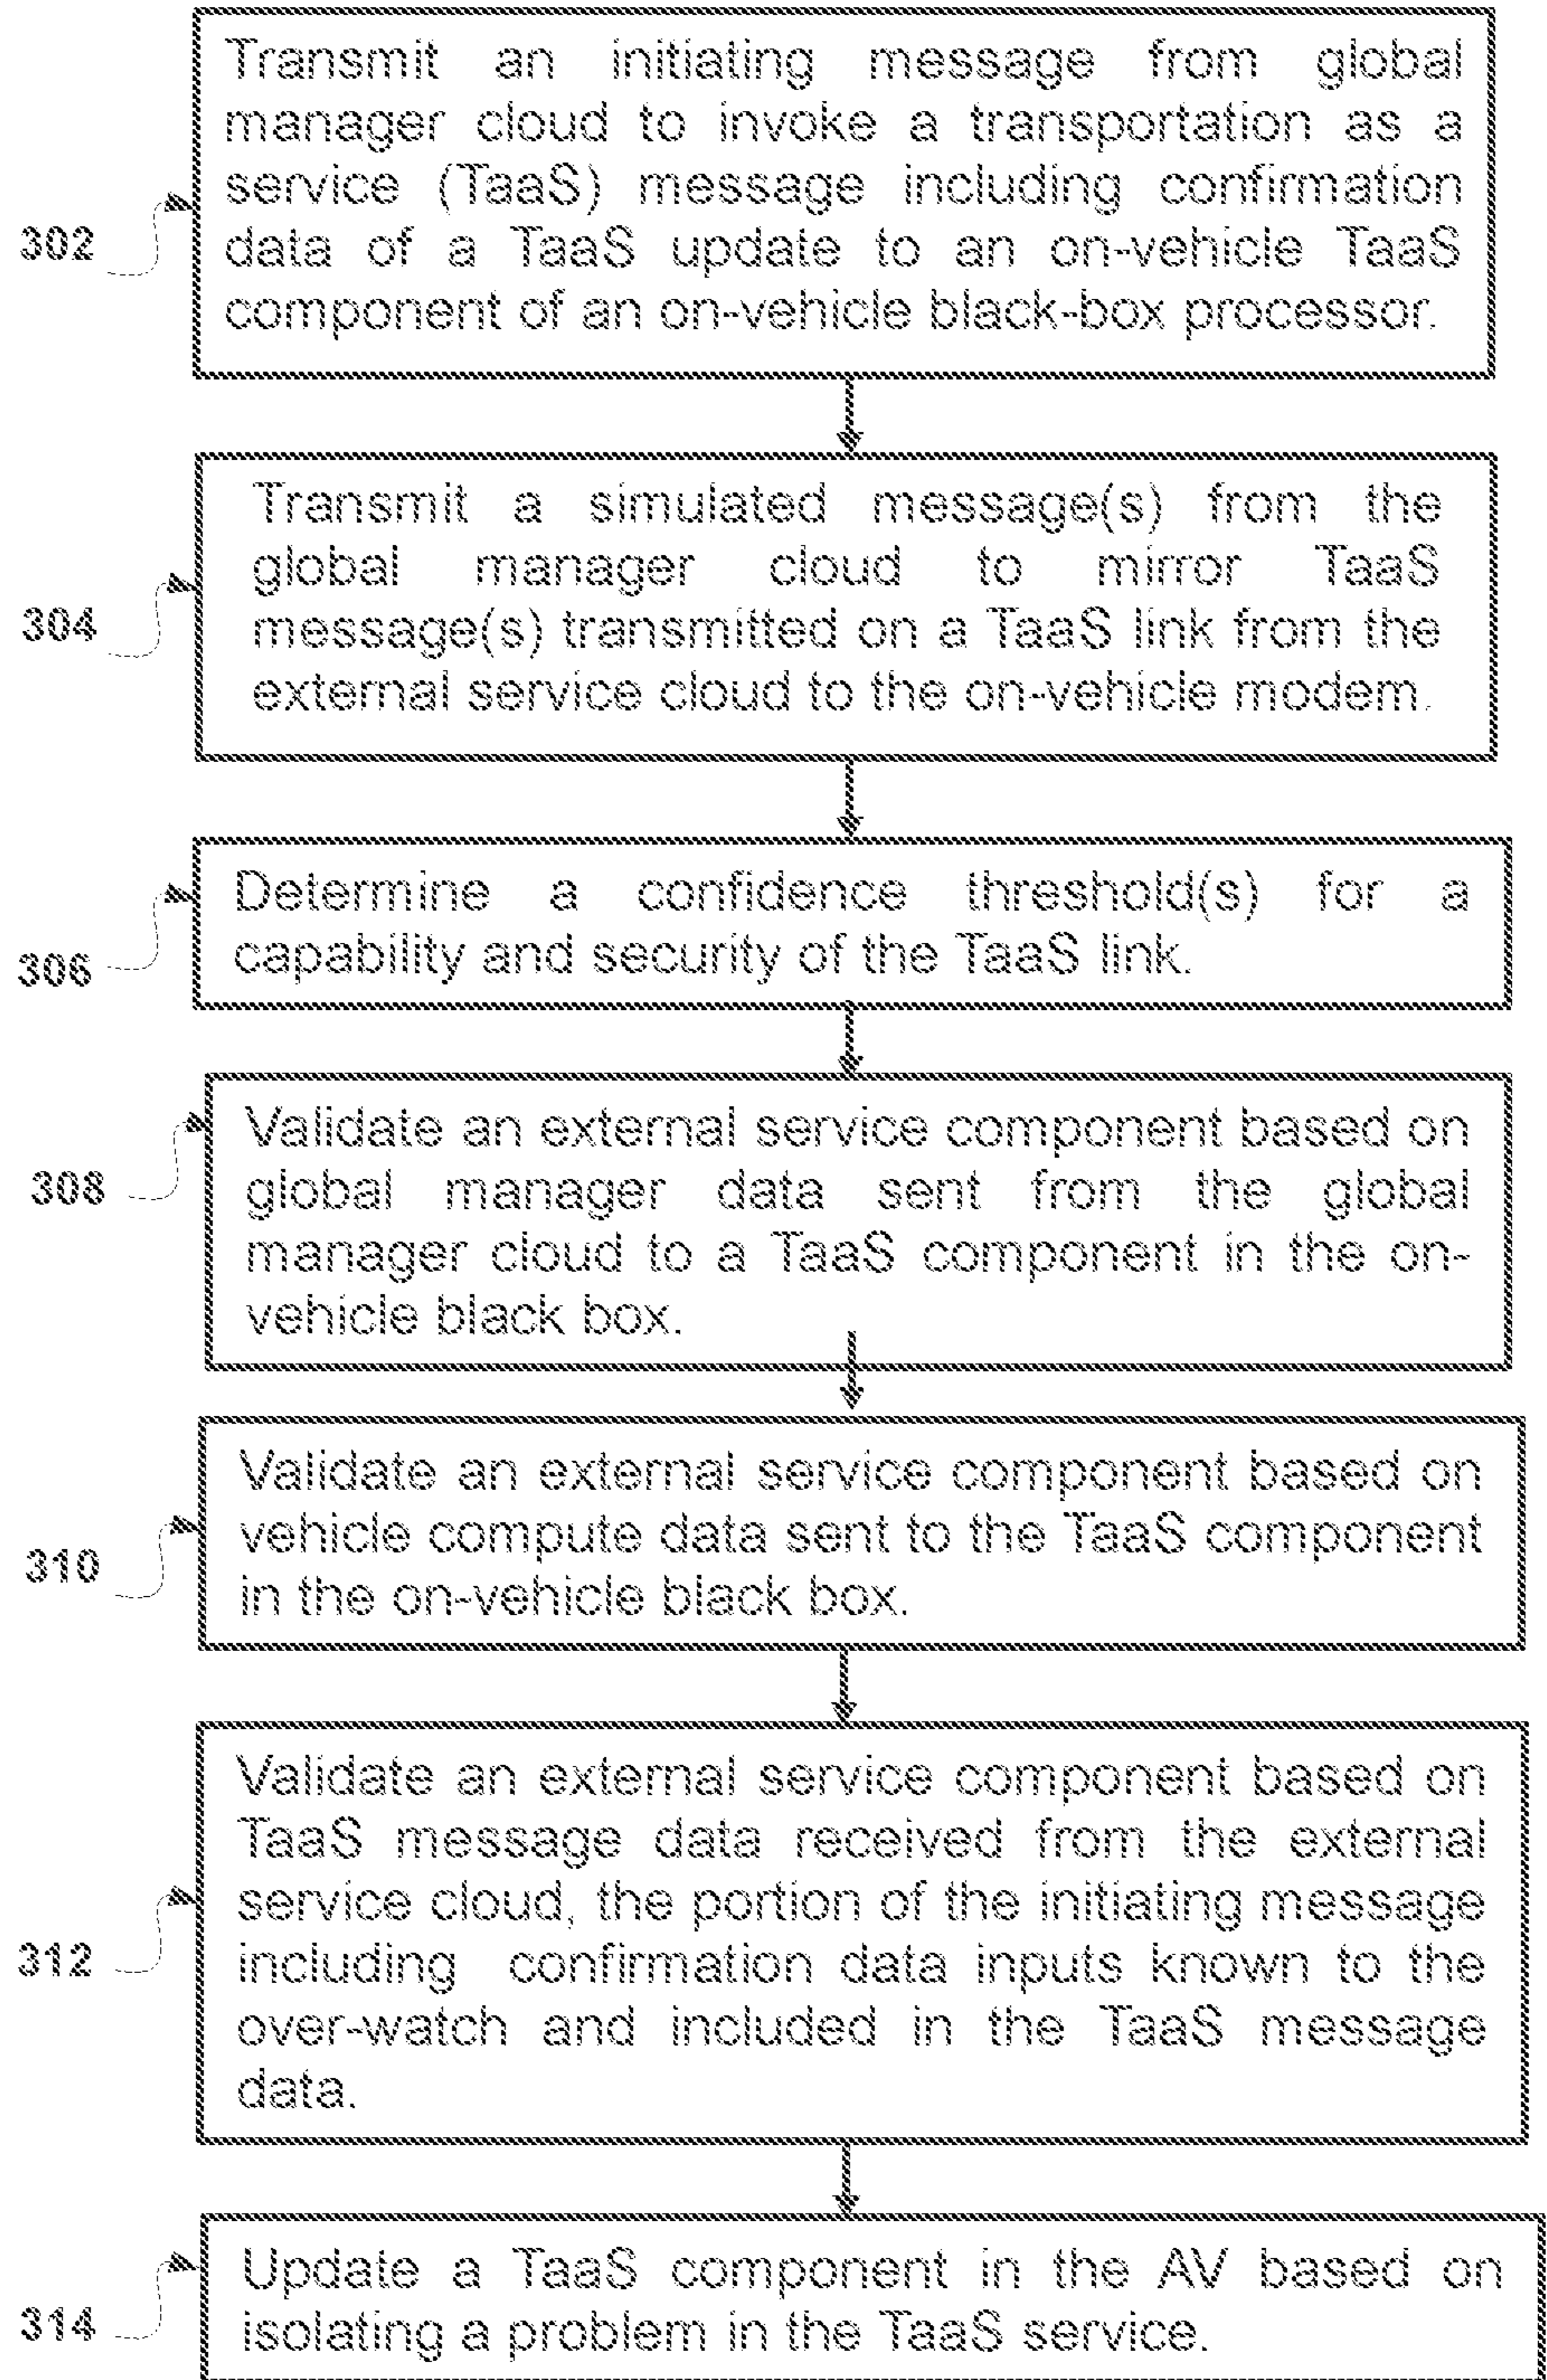 Transmit an initiating message from global
manager cloud to invoke a transportation as a
service (TaaS) message including confirmation
data of a TaaS update to an on-vehicle TaaS
component of an on-vehicle black-box processor.
302
Transmit a simulated message(s) from the
global manager cloud to mirror TaaS
message(s) transmitted on a TaaS link from the
external service cloud to the on-vehicle modem.
304
Determine a confidence threshold(s) for a
capability and security of the TaaS link.
306
Validate an external service component based on
global manager data sent from the global
manager cloud to a TaaS component in the on-
vehicle black box.
308
Validate an external service component based on
vehicle compute data sent to the TaaS component
in the on-vehicle black box.
310
Validate an external service component based on
TaaS message data received from the external
service cloud, the portion of the initiating message
including confirmation data inputs known to the
over-watch and included in the TaaS message
data.
312
Update a TaaS component in the AV based on
isolating a problem in the TaaS service.
314